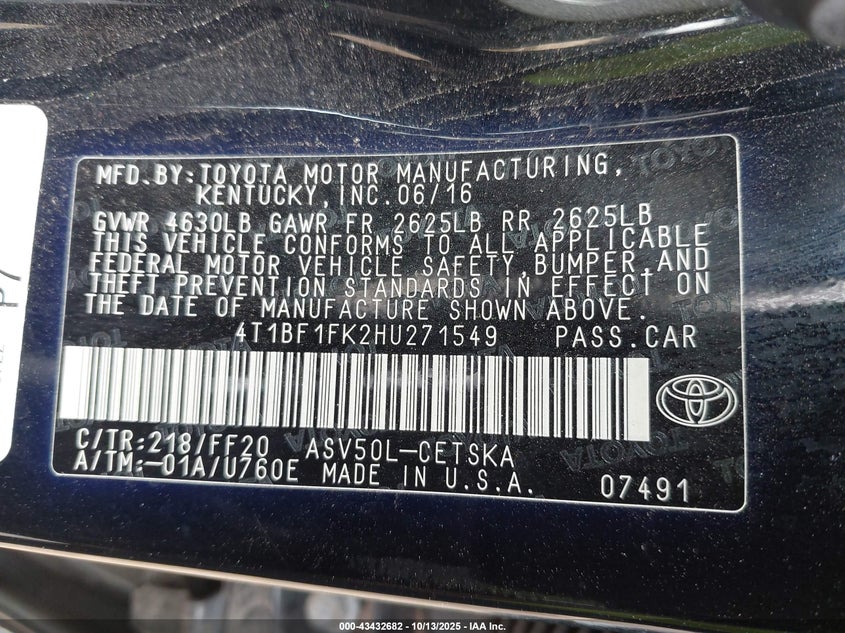 MFD.BY:TOYOTA MOTOR MANUFACTURING,
KENTUCKY, INC. 06/16
GVWR 4630LB GAWR FR 2625LB RR 2625LB
THIS VEHICLE CONFORMS TO ALL APPLICABLE
FEDERAL MOTOR VEHICLE SAFETY,BUMPER,AND
THEFT PREVENTION STANDARDS IN EFFECT ON
THE DATE OF MANUFACTURE SHOWN ABOVE.
4T1BF1FK2HU271549 PASS.CAR
C/TR:218/FF20 ASV50L-CETSKA
A/TM:-01A/U760E MADE IN U.S.A. 07491
000-43432682 - 10/13/2025 - IAA Inc.